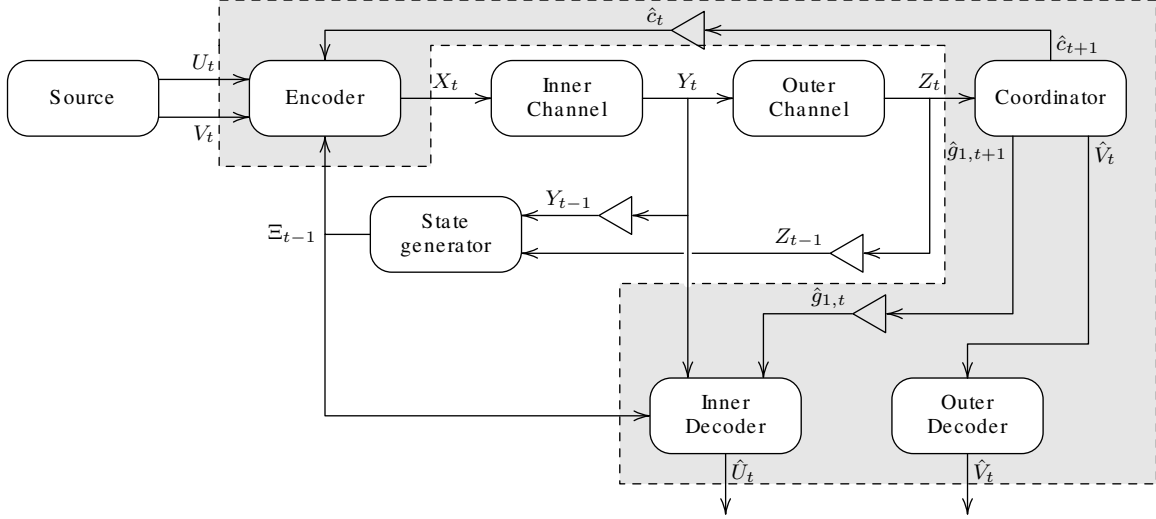 ĉ_t
ĉ_{t+1}
U_t
V_t
Source
Encoder
X_t
Inner
Channel
Y_t
Outer
Channel
Z_t
Coordinator
ĝ_{1,t+1}
V̂_t
Ξ_{t−1}
State
generator
Y_{t−1}
Z_{t−1}
ĝ_{1,t}
Inner
Decoder
Outer
Decoder
Û_t
V̂_t